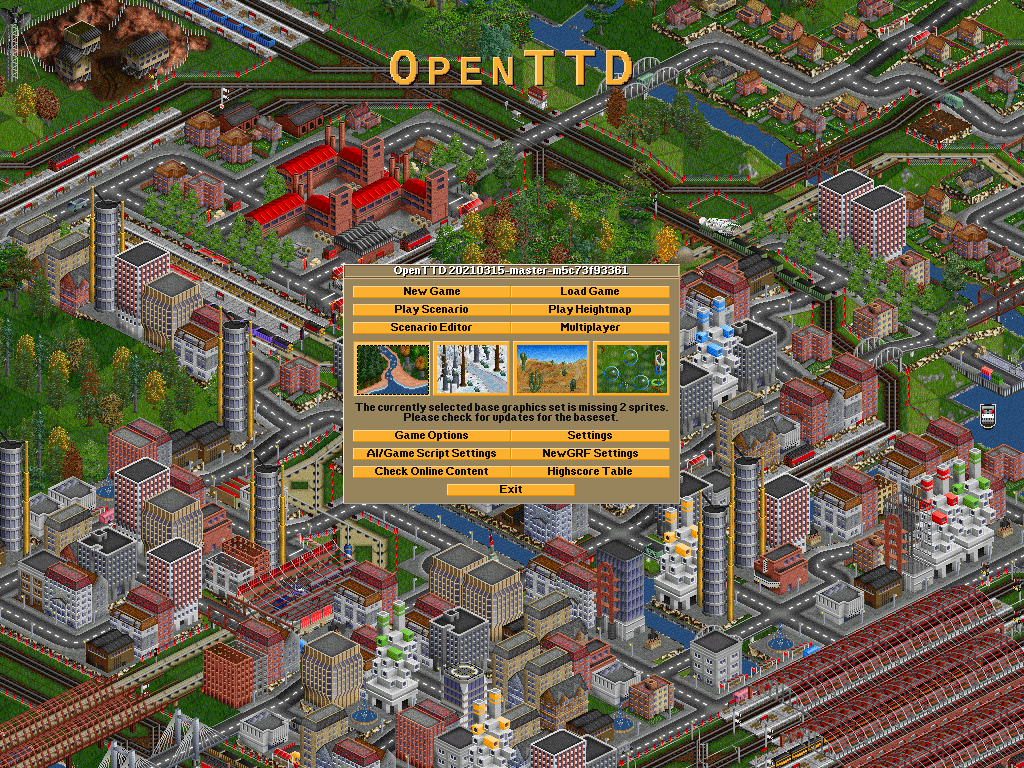 OPENTTD
OpenTTD 20210315-master-m5c73f93361
New Game
Load Game
Play Scenario
Play Heightmap
Scenario Editor
Multiplayer
The currently selected base graphics set is missing 2 sprites.
Please check for updates for the baseset.
Game Options
Settings
AI/Game Script Settings
NewGRF Settings
Check Online Content
Highscore Table
Exit